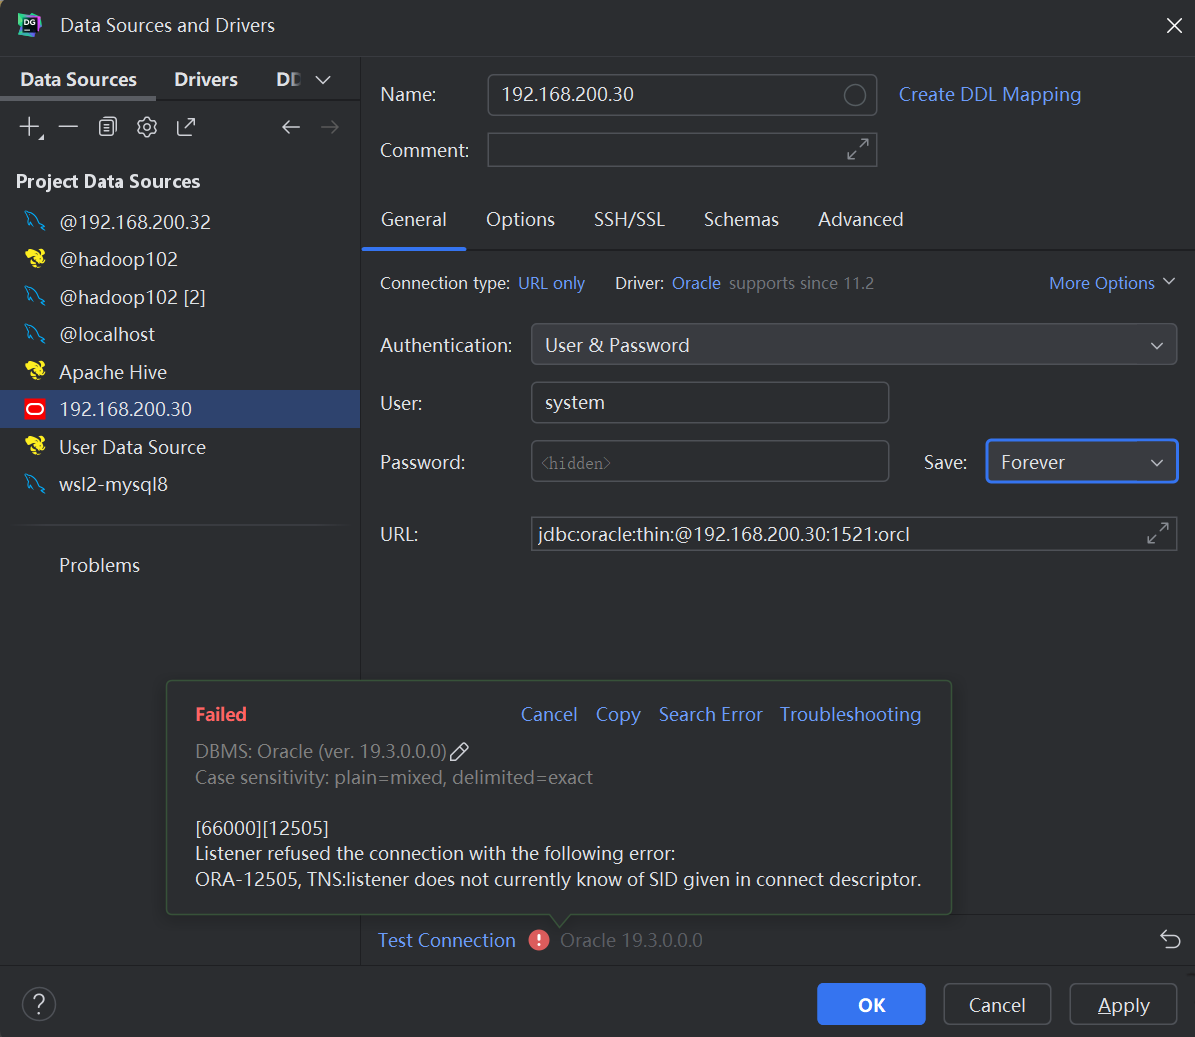 Data Sources and Drivers
Data Sources
Drivers
Project Data Sources
@192.168.200.32
@hadoop102
@hadoop102 [2]
@localhost
Apache Hive
192.168.200.30
User Data Source
wsl2-mysql8
Problems
Name: 192.168.200.30 Create DDL Mapping
Comment:
General Options SSH/SSL Schemas Advanced
Connection type: URL only Driver: Oracle supports since 11.2 More Options
Authentication: User & Password
User: system
Password: <hidden> Save: Forever
URL: jdbc:oracle:thin:@192.168.200.30:1521:orcl
Failed Cancel Copy Search Error Troubleshooting
DBMS: Oracle (ver. 19.3.0.0.0)
Case sensitivity: plain=mixed, delimited=exact
[66000][12505]
Listener refused the connection with the following error:
ORA-12505, TNS:listener does not currently know of SID given in connect descriptor.
Test Connection Oracle 19.3.0.0.0
? OK Cancel Apply